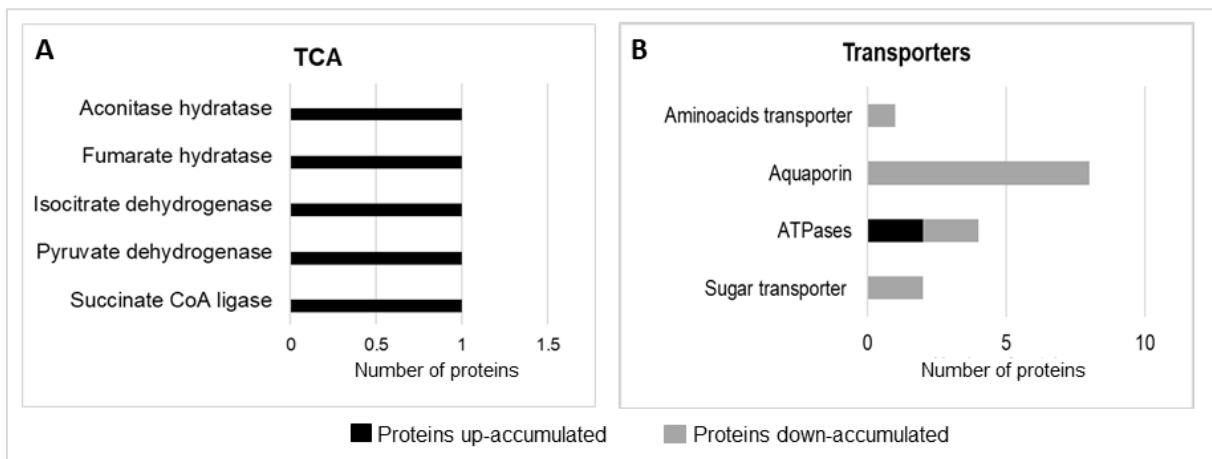 A
TCA
Aconitase hydratase
Fumarate hydratase
Isocitrate dehydrogenase
Pyruvate dehydrogenase
Succinate CoA ligase
0 0.5 1 1.5
Number of proteins
B
Transporters
Aminoacids transporter
Aquaporin
ATPases
Sugar transporter
0 5 10
Number of proteins
Proteins up-accumulated Proteins down-accumulated